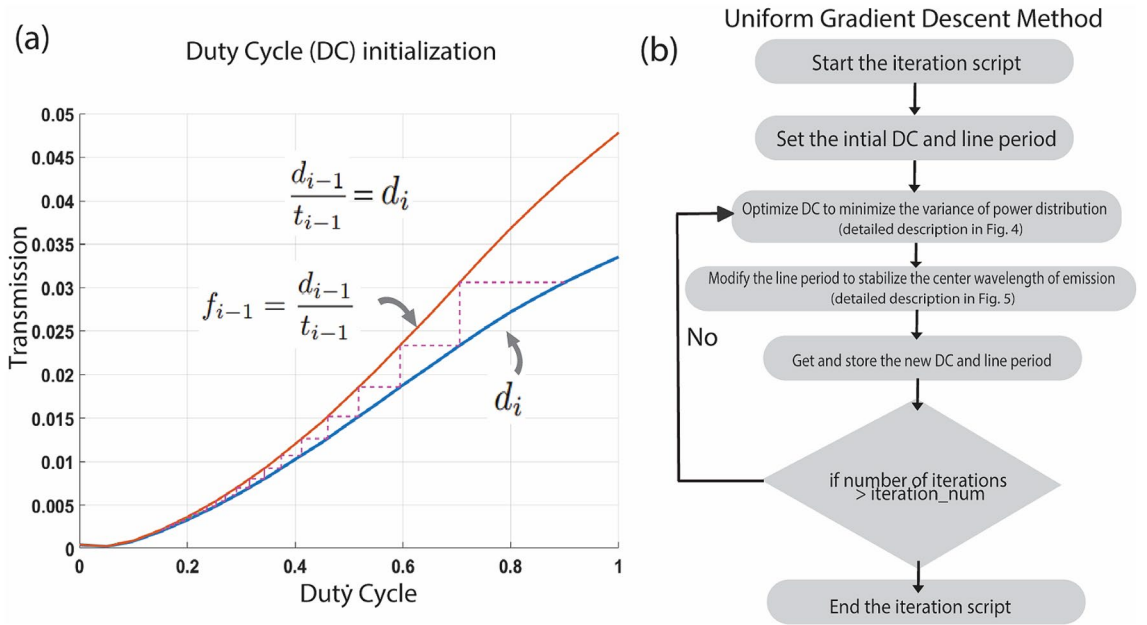 (a)
Duty Cycle (DC) initialization
0.05
0.045
0.04
0.035
0.03
0.025
0.02
0.015
0.01
0.005
0
Transmission
d_{i-1}/t_{i-1} = d_i
f_{i-1} = d_{i-1}/t_{i-1}
d_i
0 0.2 0.4 0.6 0.8 1
Duty Cycle
(b)
Uniform Gradient Descent Method
Start the iteration script
Set the intial DC and line period
Optimize DC to minimize the variance of power distribution
(detailed description in Fig. 4)
Modify the line period to stabilize the center wavelength of emission
(detailed description in Fig. 5)
No
Get and store the new DC and line period
if number of iterations
> iteration_num
End the iteration script